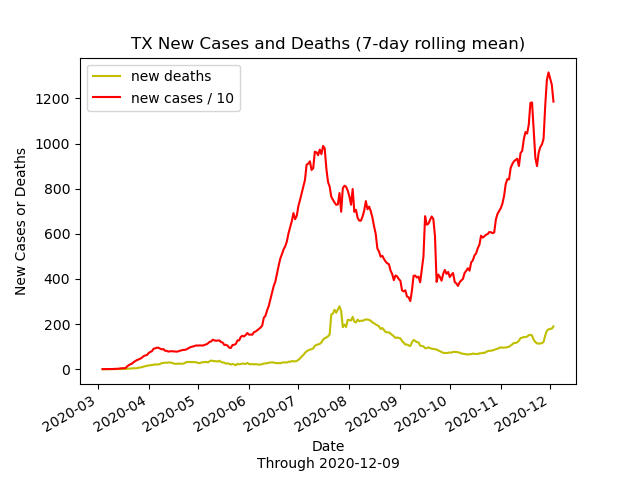 TX New Cases and Deaths (7-day rolling mean)
new deaths
new cases / 10
New Cases or Deaths
1200
1000
800
600
400
200
0
2020-03
2020-04
2020-05
2020-06
2020-07
2020-08
2020-09
2020-10
2020-11
2020-12
Date
Through 2020-12-09